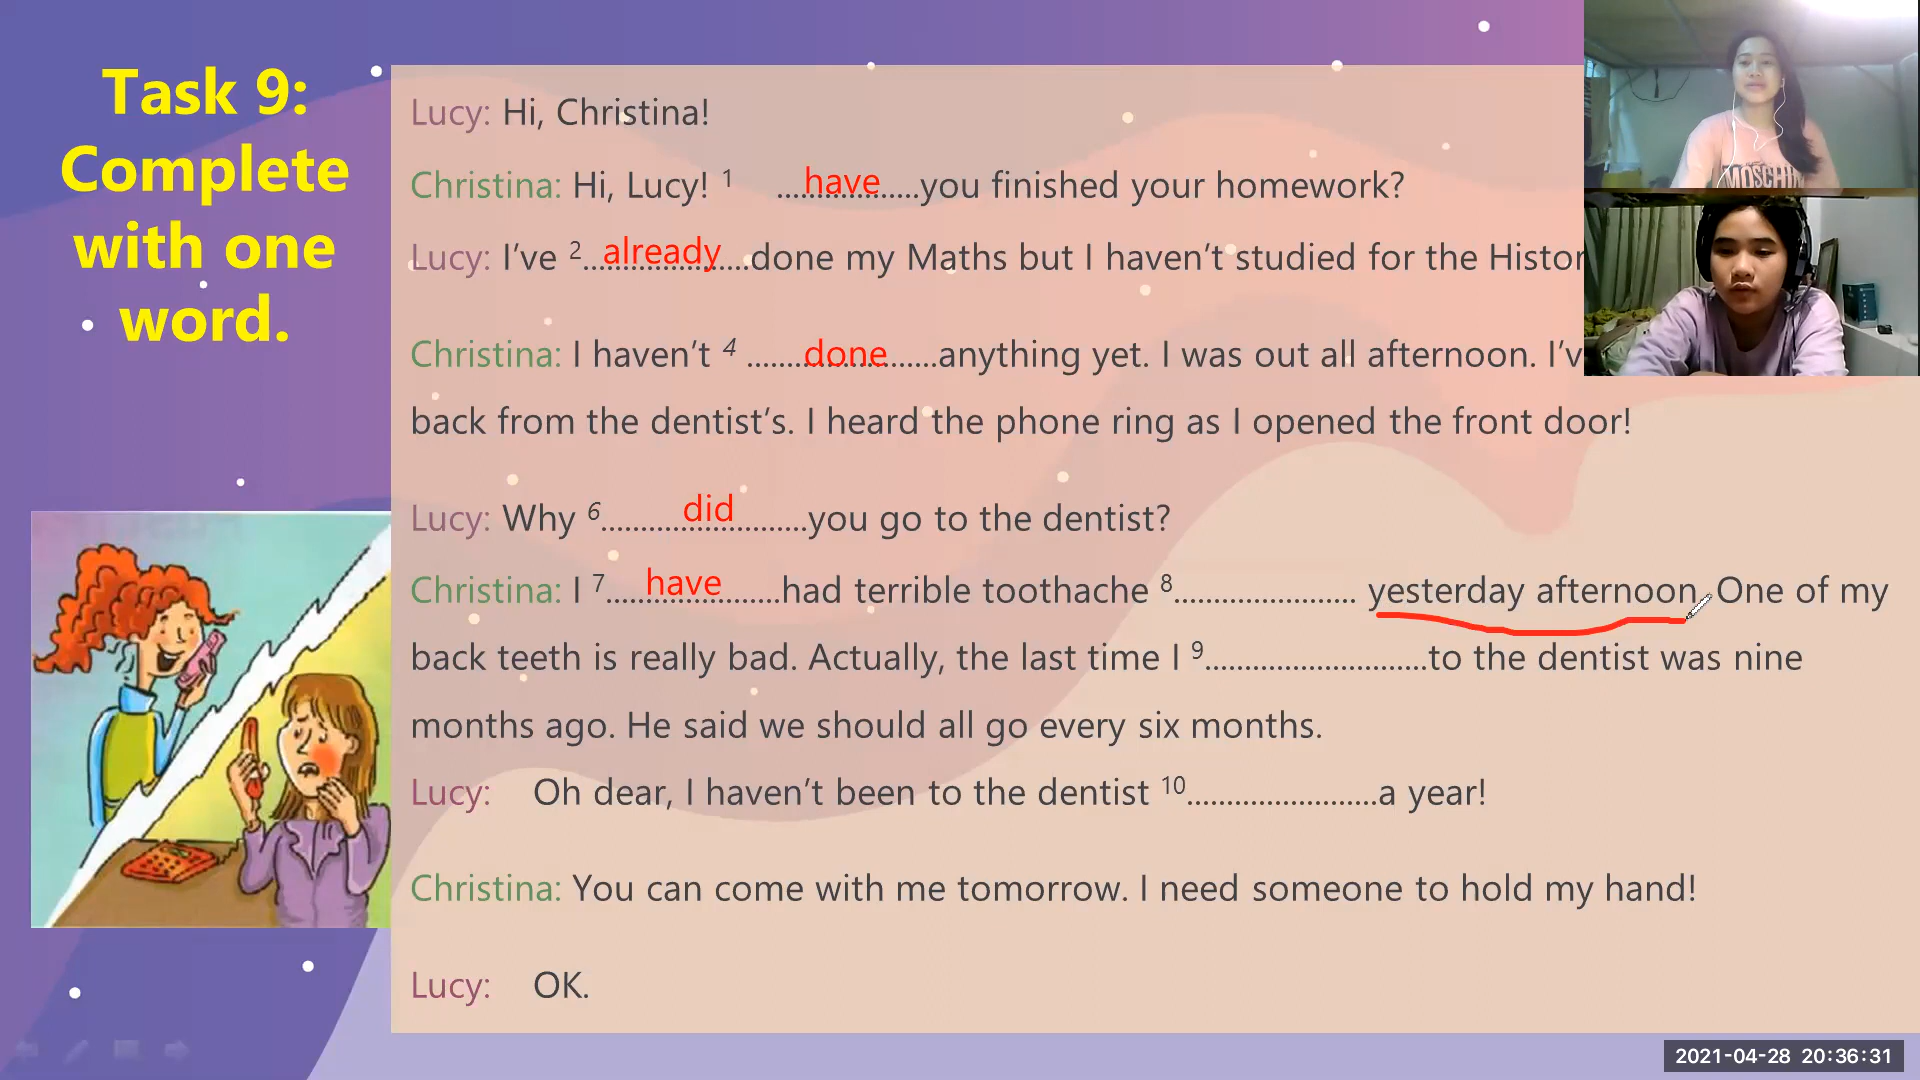 Task 9:
Complete
with one
word.
Lucy: Hi, Christina!
Christina: Hi, Lucy! 1 .......have.......you finished your homework?
Lucy: I've 2....already....done my Maths but I haven't studied for the Histor
Christina: I haven't 4 .......done.......anything yet. I was out all afternoon. I'v
back from the dentist's. I heard the phone ring as I opened the front door!
Lucy: Why 6..........did..........you go to the dentist?
Christina: I 7......have......had terrible toothache 8....................... yesterday afternoon. One of my
back teeth is really bad. Actually, the last time I 9............................to the dentist was nine
months ago. He said we should all go every six months.
Lucy: Oh dear, I haven't been to the dentist 10........................a year!
Christina: You can come with me tomorrow. I need someone to hold my hand!
Lucy: OK.
MOSCHIN
2021-04-28 20:36:31